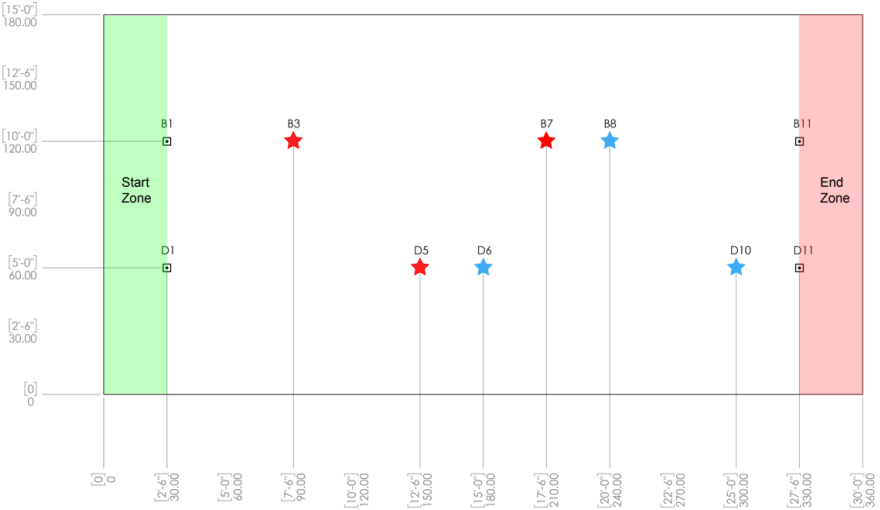 [15'-0"]
180.00
[12'-6"]
150.00
B1
B3
B7
B8
B11
[10'-0"]
120.00
Start
Zone
End
Zone
[7'-6"]
90.00
D1
D5
D6
D10
D11
[5'-0"]
60.00
[2'-6"]
30.00
[0]
0
[0]
0
[2'-6"]
30.00
[5'-0"]
60.00
[7'-6"]
90.00
[10'-0"]
120.00
[12'-6"]
150.00
[15'-0"]
180.00
[17'-6"]
210.00
[20'-0"]
240.00
[22'-6"]
270.00
[25'-0"]
300.00
[27'-6"]
330.00
[30'-0"]
360.00